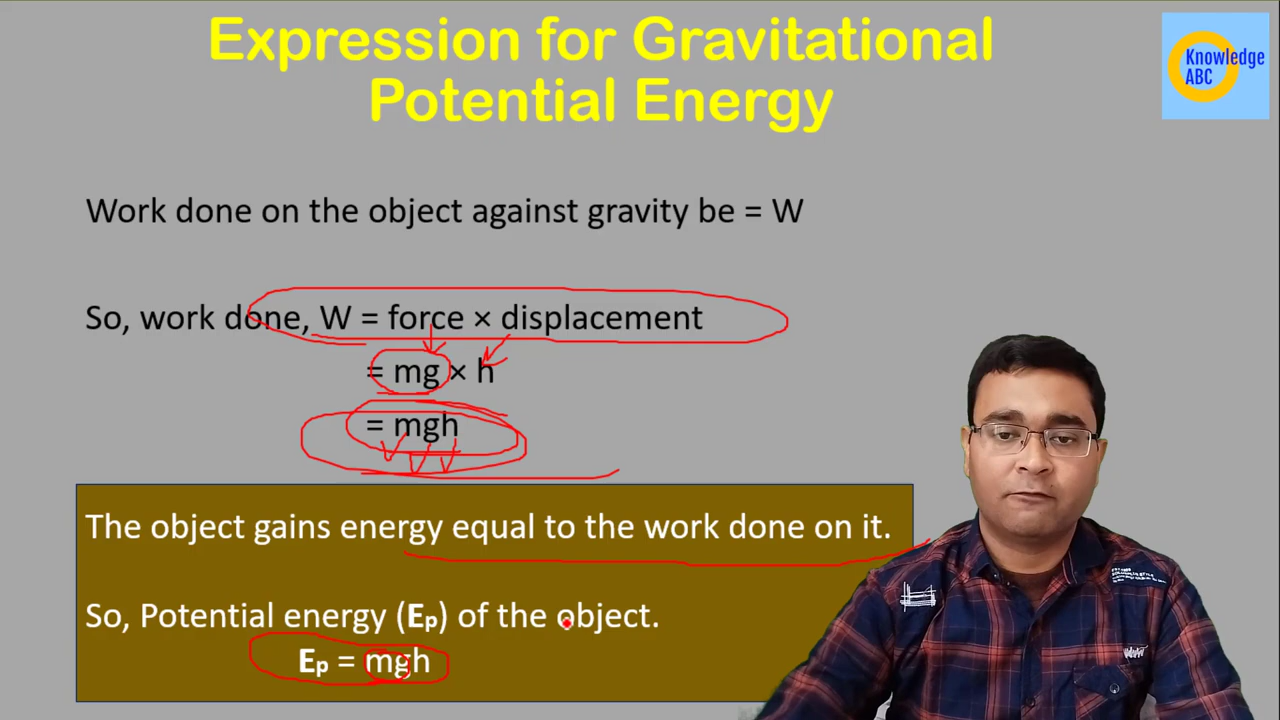 Expression for Gravitational
Potential Energy
Knowledge
ABC
Work done on the object against gravity be = W
So, work done, W = force × displacement
= mg × h
= mgh
The object gains energy equal to the work done on it.
So, Potential energy (Eₚ) of the object.
Eₚ = mgh